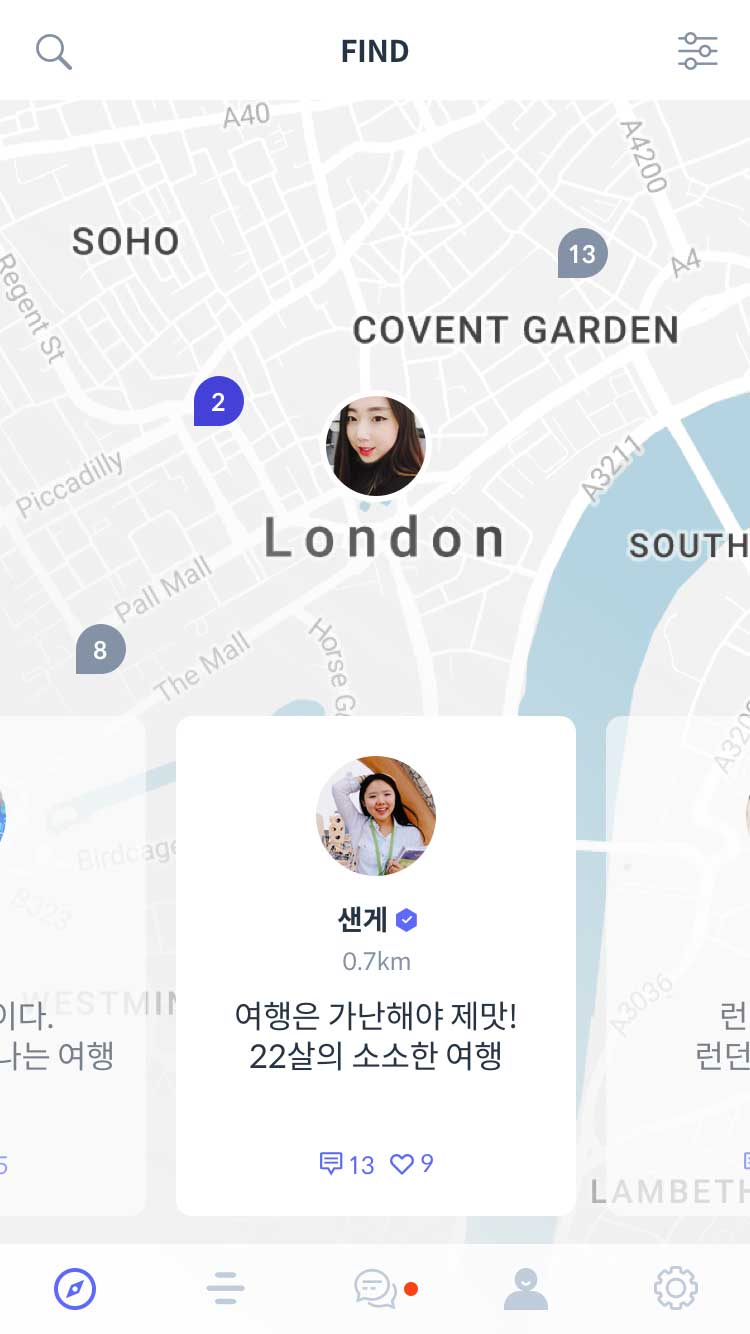 FIND
A40
A4200
SOHO
13
A4
Regent St
COVENT GARDEN
2
A3211
Piccadilly
London
SOUTH
Pall Mall
8
The Mall
Horse G
A320
Birdcage
B323
샌게
0.7km
WESTMIN
A3036
이다.
여행은 가난해야 제맛!
런
나는 여행
22살의 소소한 여행
런던
5
13
9
LAMBETH